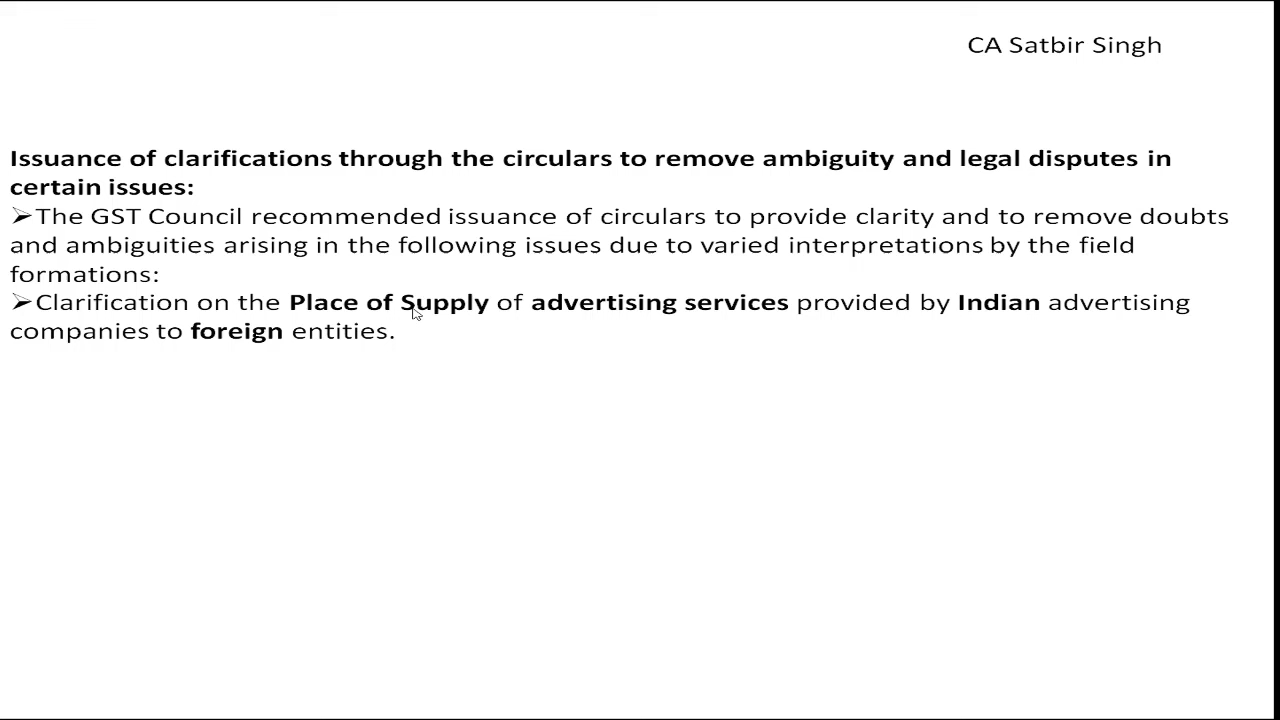 CA Satbir Singh
Issuance of clarifications through the circulars to remove ambiguity and legal disputes in
certain issues:
➢The GST Council recommended issuance of circulars to provide clarity and to remove doubts
and ambiguities arising in the following issues due to varied interpretations by the field
formations:
➢Clarification on the Place of Supply of advertising services provided by Indian advertising
companies to foreign entities.